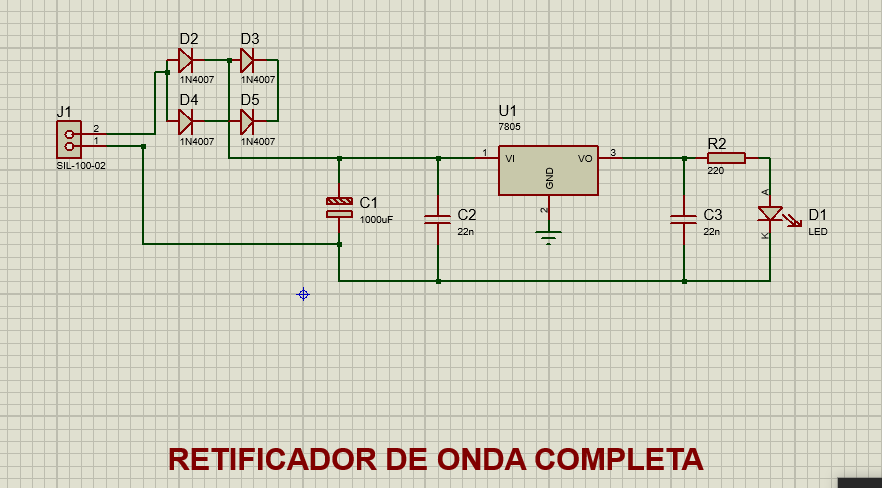 D2 D3
1N4007 1N4007
D4 D5
1N4007 1N4007
J1
2
1
SIL-100-02
U1
7805
1 VI VO 3
GND
2
R2
220
C1
1000uF
C2
22n
C3
22n
A
D1
K LED
RETIFICADOR DE ONDA COMPLETA